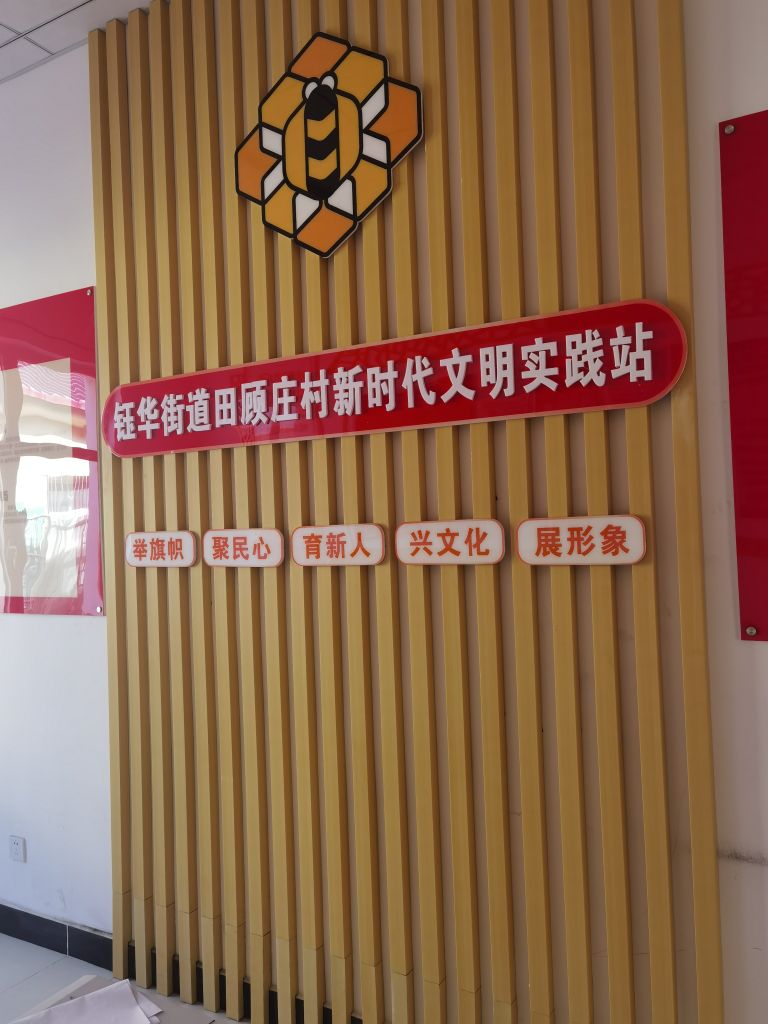 钰华街道田顾庄村新时代文明实践站
举旗帜 聚民心 育新人 兴文化 展形象